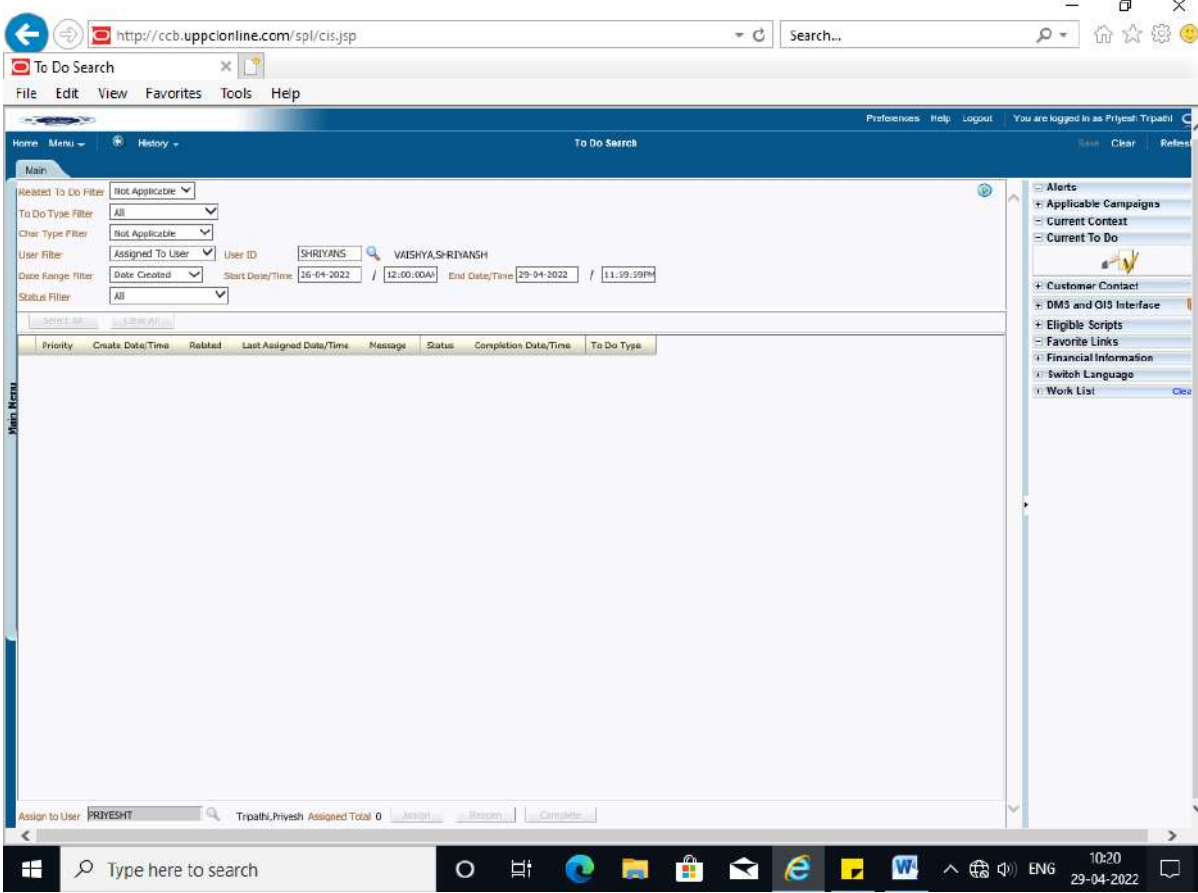 http://ccb.uppclonline.com/spl/cis.jsp
Search...
To Do Search
File Edit View Favorites Tools Help
Preferences Help Logout You are logged in as Priyesh Tripathi
Home Menu History To Do Search Save Clear Refres
Main
Related To Do Filter Not Applicable
To Do Type Filter All
Char Type Filter Not Applicable
User Filter Assigned To User User ID SHRIYANS VAISHYA,SHRIYANSH
Date Range Filter Date Created Start Date/Time 26-04-2022 / 12:00:00AM End Date/Time 29-04-2022 / 11:59:59PM
Status Filter All
Select All Clear All
Priority Create Date/Time Related Last Assigned Date/Time Message Status Completion Date/Time To Do Type
Main Menu
Alerts
Applicable Campaigns
Current Context
Current To Do
Customer Contact
DMS and GIS Interface
Eligible Scripts
Favorite Links
Financial Information
Switch Language
Work List Clea
Assign to User PRIYESHT Tripathi,Priyesh Assigned Total 0 Assign Reopen Complete
Type here to search
ENG
10:20
29-04-2022